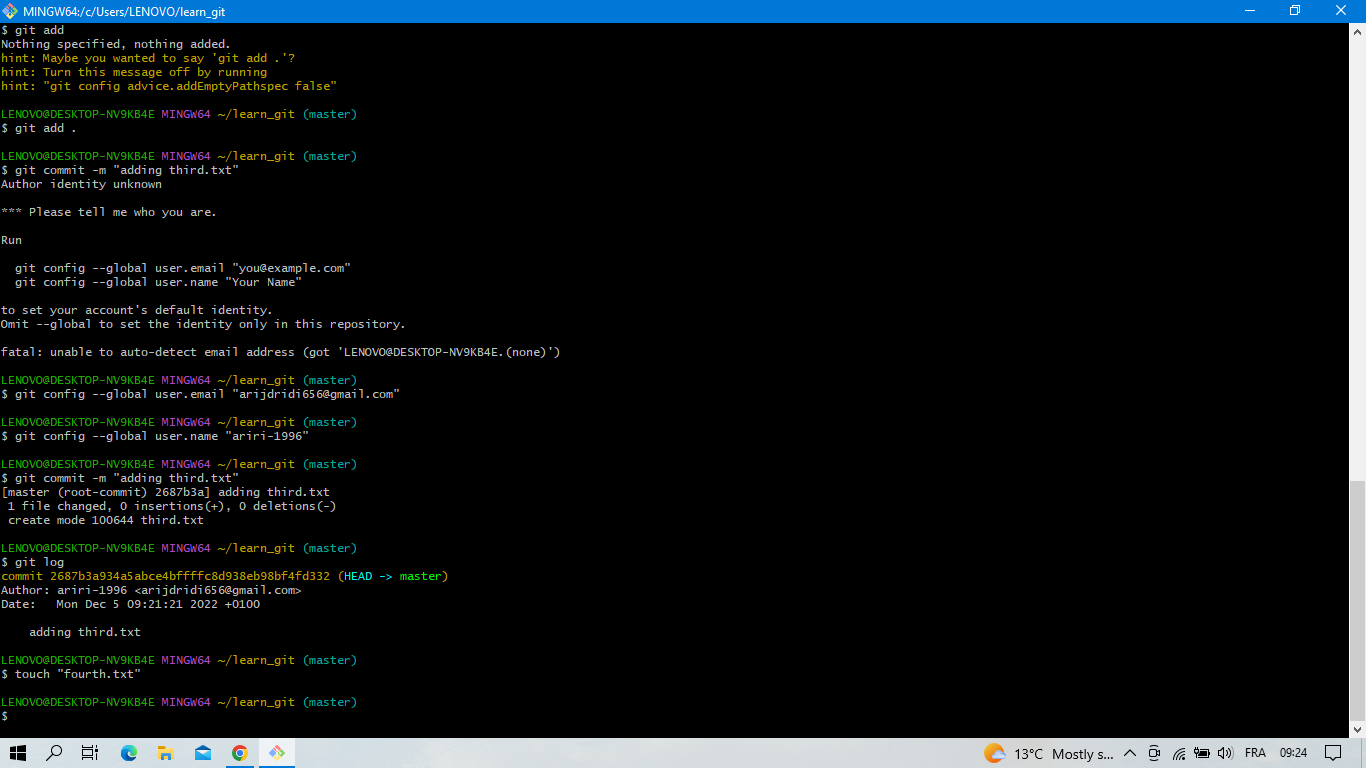 MINGW64:/c/Users/LENOVO/learn_git
$ git add
Nothing specified, nothing added.
hint: Maybe you wanted to say 'git add .'?
hint: Turn this message off by running
hint: "git config advice.addEmptyPathspec false"
LENOVO@DESKTOP-NV9KB4E MINGW64 ~/learn_git (master)
$ git add .
LENOVO@DESKTOP-NV9KB4E MINGW64 ~/learn_git (master)
$ git commit -m "adding third.txt"
Author identity unknown
*** Please tell me who you are.
Run
git config --global user.email "you@example.com"
git config --global user.name "Your Name"
to set your account's default identity.
Omit --global to set the identity only in this repository.
fatal: unable to auto-detect email address (got 'LENOVO@DESKTOP-NV9KB4E.(none)')
LENOVO@DESKTOP-NV9KB4E MINGW64 ~/learn_git (master)
$ git config --global user.email "arijdridi656@gmail.com"
LENOVO@DESKTOP-NV9KB4E MINGW64 ~/learn_git (master)
$ git config --global user.name "ariri-1996"
LENOVO@DESKTOP-NV9KB4E MINGW64 ~/learn_git (master)
$ git commit -m "adding third.txt"
[master (root-commit) 2687b3a] adding third.txt
1 file changed, 0 insertions(+), 0 deletions(-)
create mode 100644 third.txt
LENOVO@DESKTOP-NV9KB4E MINGW64 ~/learn_git (master)
$ git log
commit 2687b3a934a5abce4bffffc8d938eb98bf4fd332 (HEAD -> master)
Author: ariri-1996 <arijdridi656@gmail.com>
Date:   Mon Dec 5 09:21:21 2022 +0100
adding third.txt
LENOVO@DESKTOP-NV9KB4E MINGW64 ~/learn_git (master)
$ touch "fourth.txt"
LENOVO@DESKTOP-NV9KB4E MINGW64 ~/learn_git (master)
$
13°C Mostly s... FRA 09:24